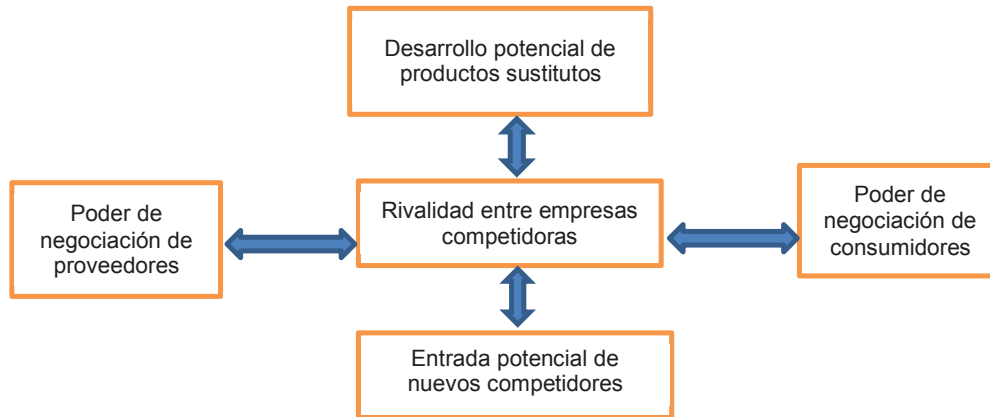 Desarrollo potencial de
productos sustitutos
Poder de
negociación de
proveedores
Rivalidad entre empresas
competidoras
Poder de
negociación de
consumidores
Entrada potencial de
nuevos competidores